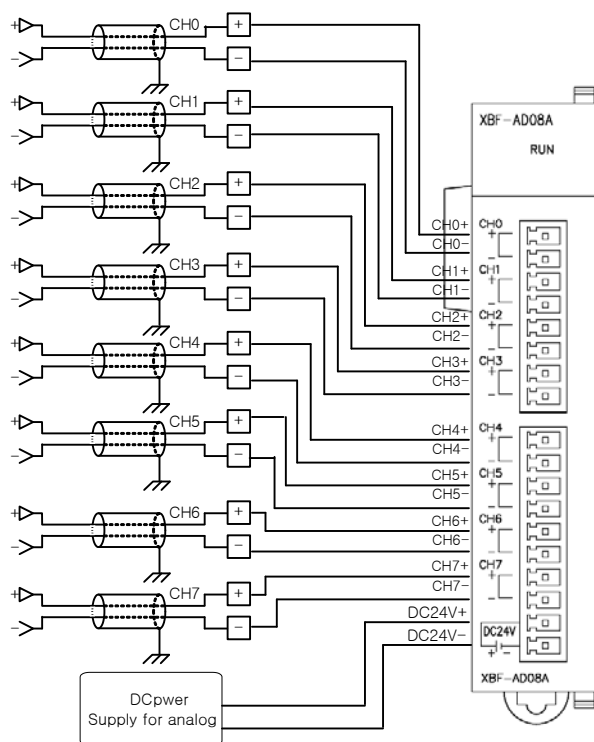 + CH0 +
− −
+ CH1 +
− −
+ CH2 +
− −
+ CH3 +
− −
+ CH4 +
− −
+ CH5 +
− −
+ CH6 +
− −
+ CH7 +
− −
DCpower
Supply for analog
CH0+
CH0-
CH1+
CH1-
CH2+
CH2-
CH3+
CH3-
CH4+
CH4-
CH5+
CH5-
CH6+
CH6-
CH7+
CH7-
DC24V+
DC24V-
XBF-AD08A
RUN
CH0
+
−
CH1
+
−
CH2
+
−
CH3
+
−
CH4
+
−
CH5
+
−
CH6
+
−
CH7
+
−
DC24V
+ −
XBF-AD08A